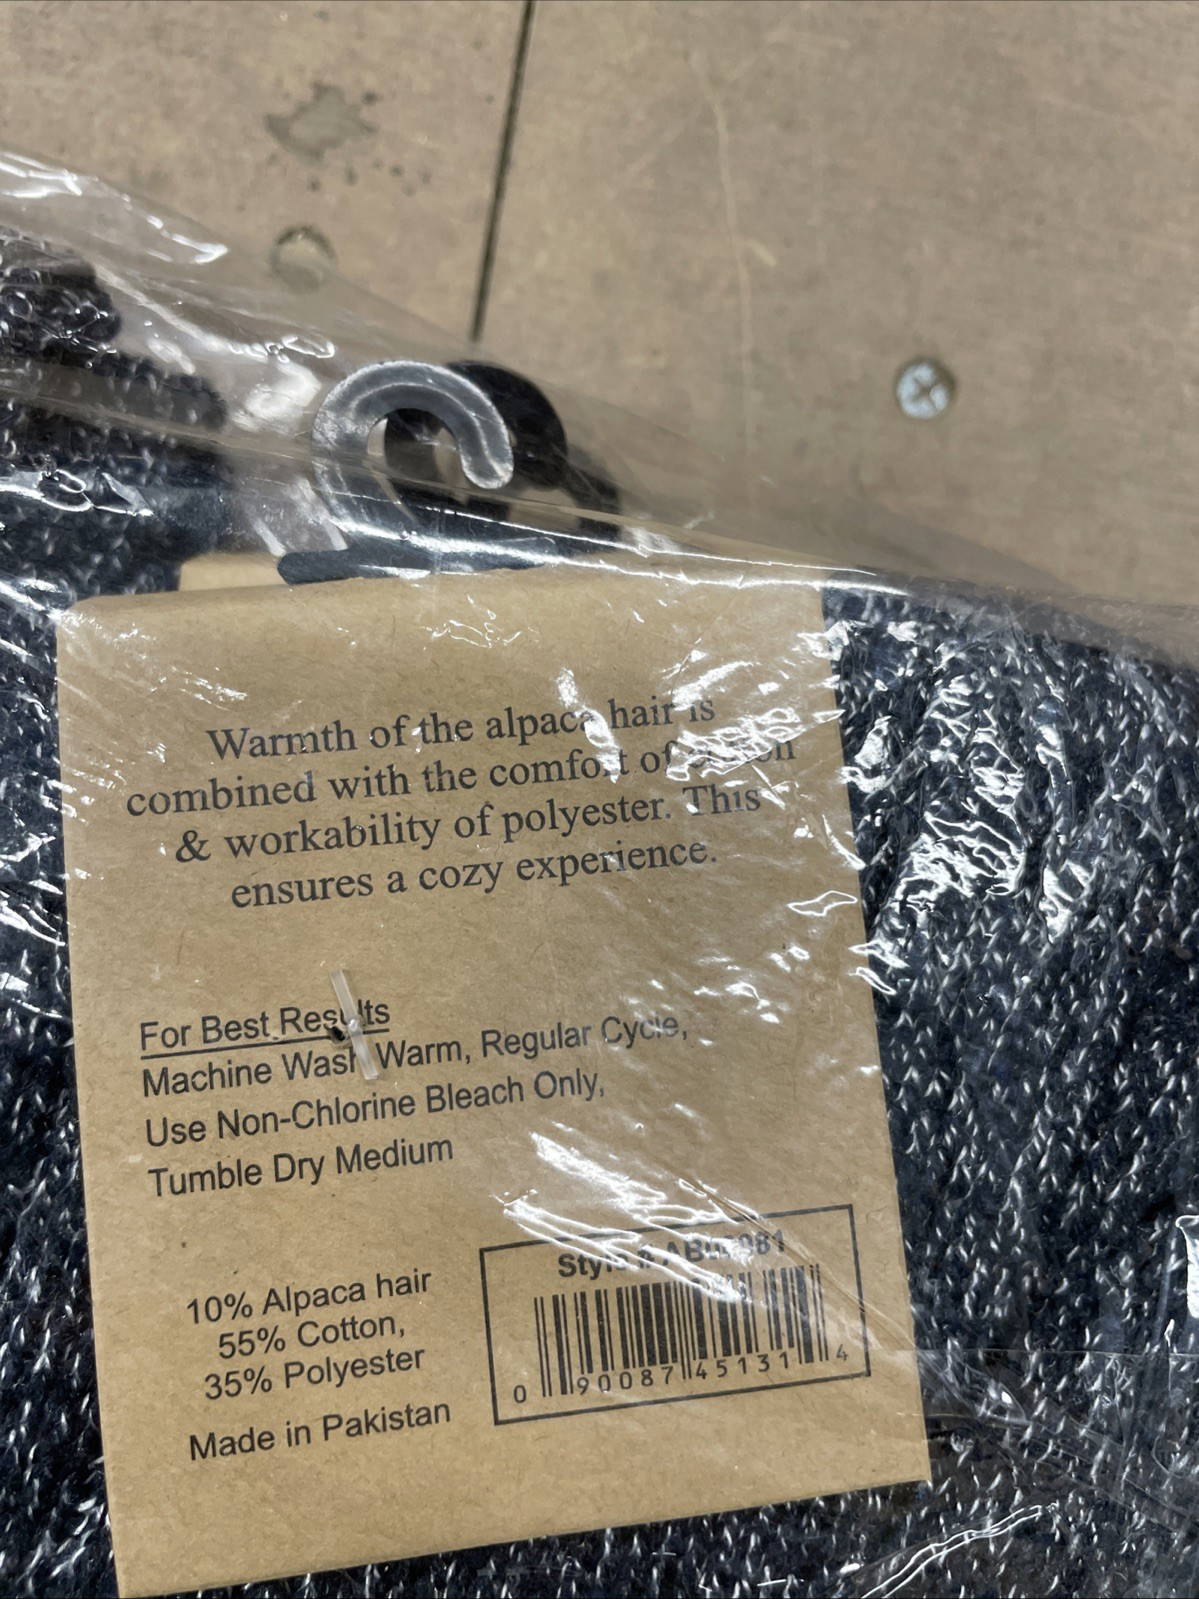 Warmth of the alpaca hair is
combined with the comfort of
& workability of polyester. This
ensures a cozy experience.
For Best Results
Machine Wash Warm, Regular Cycle,
Use Non-Chlorine Bleach Only,
Tumble Dry Medium
Style #
10% Alpaca hair
55% Cotton,
35% Polyester
Made in Pakistan
0 90087 45131 4